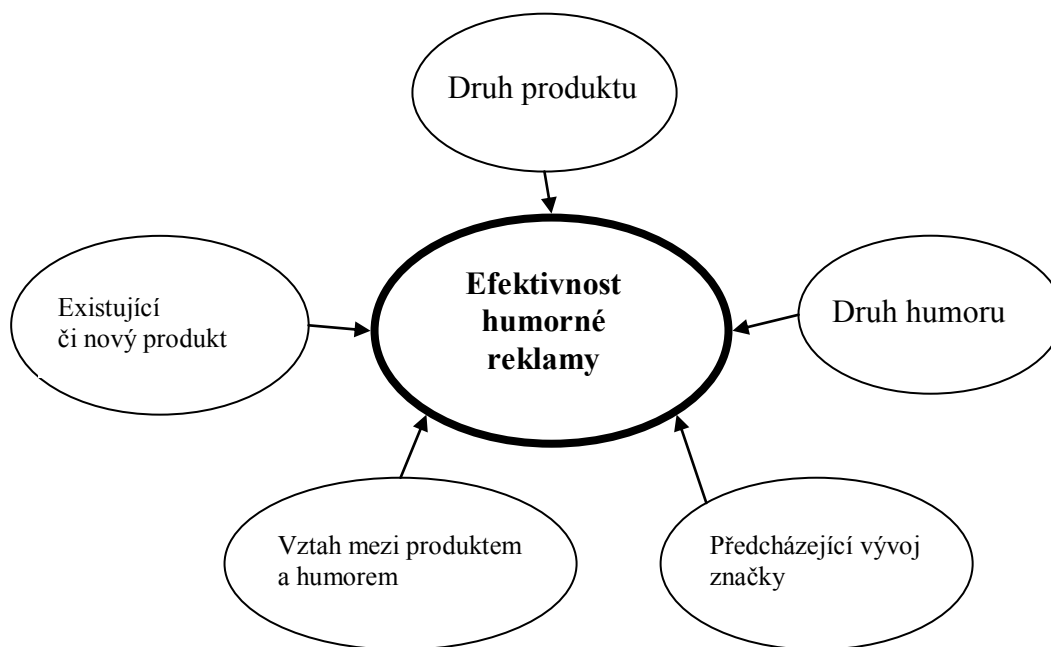 Druh produktu
Efektivnost
humorné
reklamy
Existující
či nový produkt
Druh humoru
Vztah mezi produktem
a humorem
Předcházející vývoj
značky